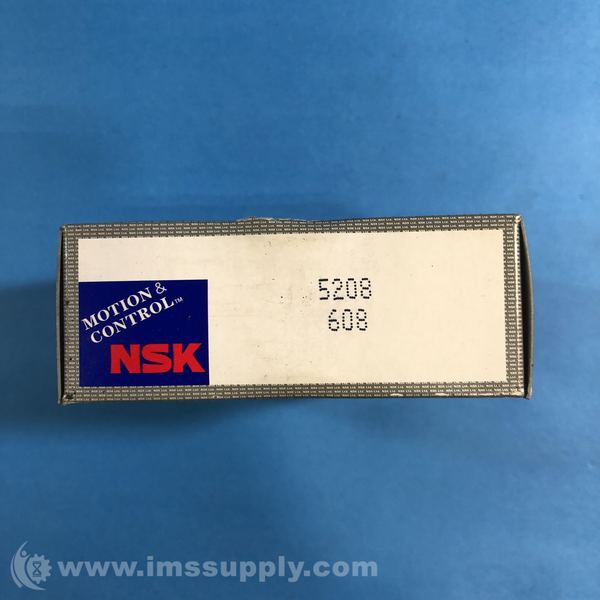 MOTION &
CONTROL™
NSK
5208
608
www.imssupply.com